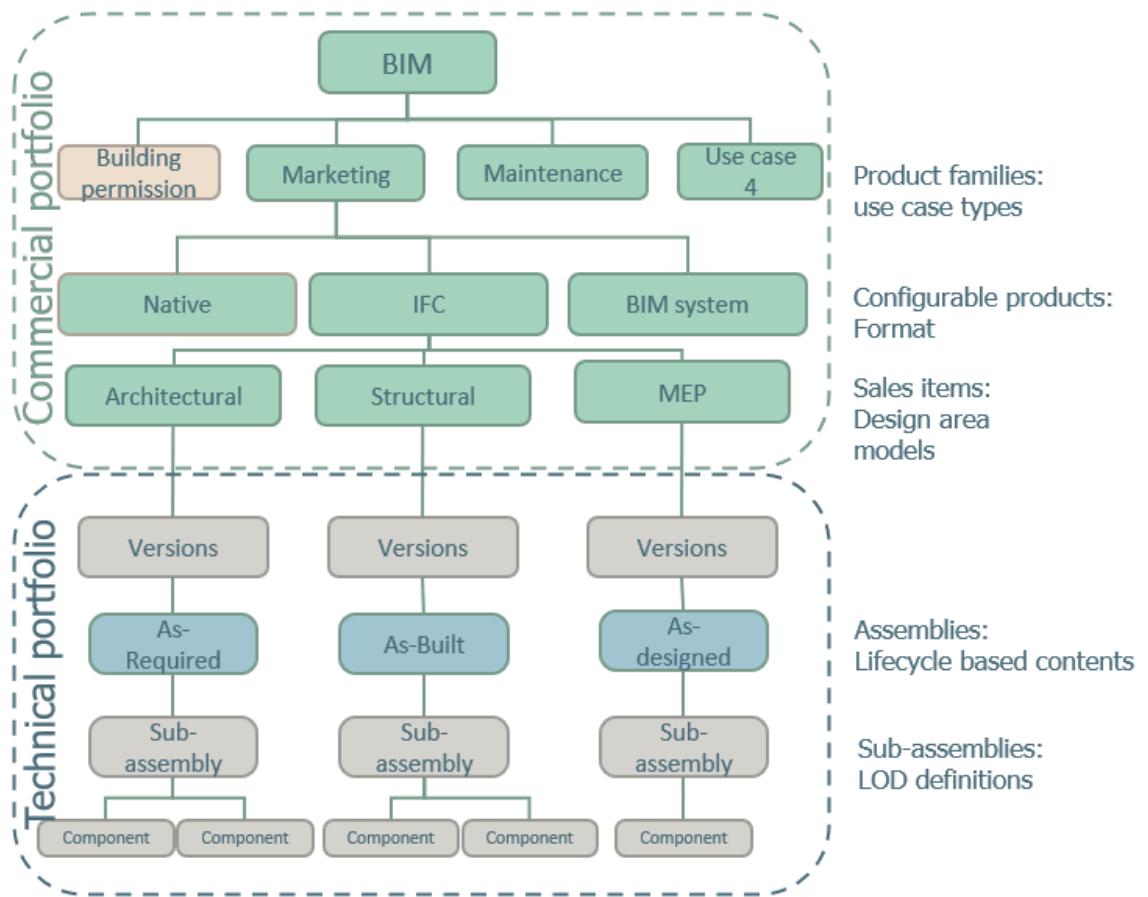 Commercial portfolio
BIM
Building
permission
Marketing
Maintenance
Use case
4
Product families:
use case types
Native
IFC
BIM system
Configurable products:
Format
Architectural
Structural
MEP
Sales items:
Design area
models
Technical portfolio
Versions
Versions
Versions
As-
Required
As-Built
As-
designed
Assemblies:
Lifecycle based contents
Sub-
assembly
Sub-
assembly
Sub-
assembly
Sub-assemblies:
LOD definitions
Component
Component
Component
Component
Component